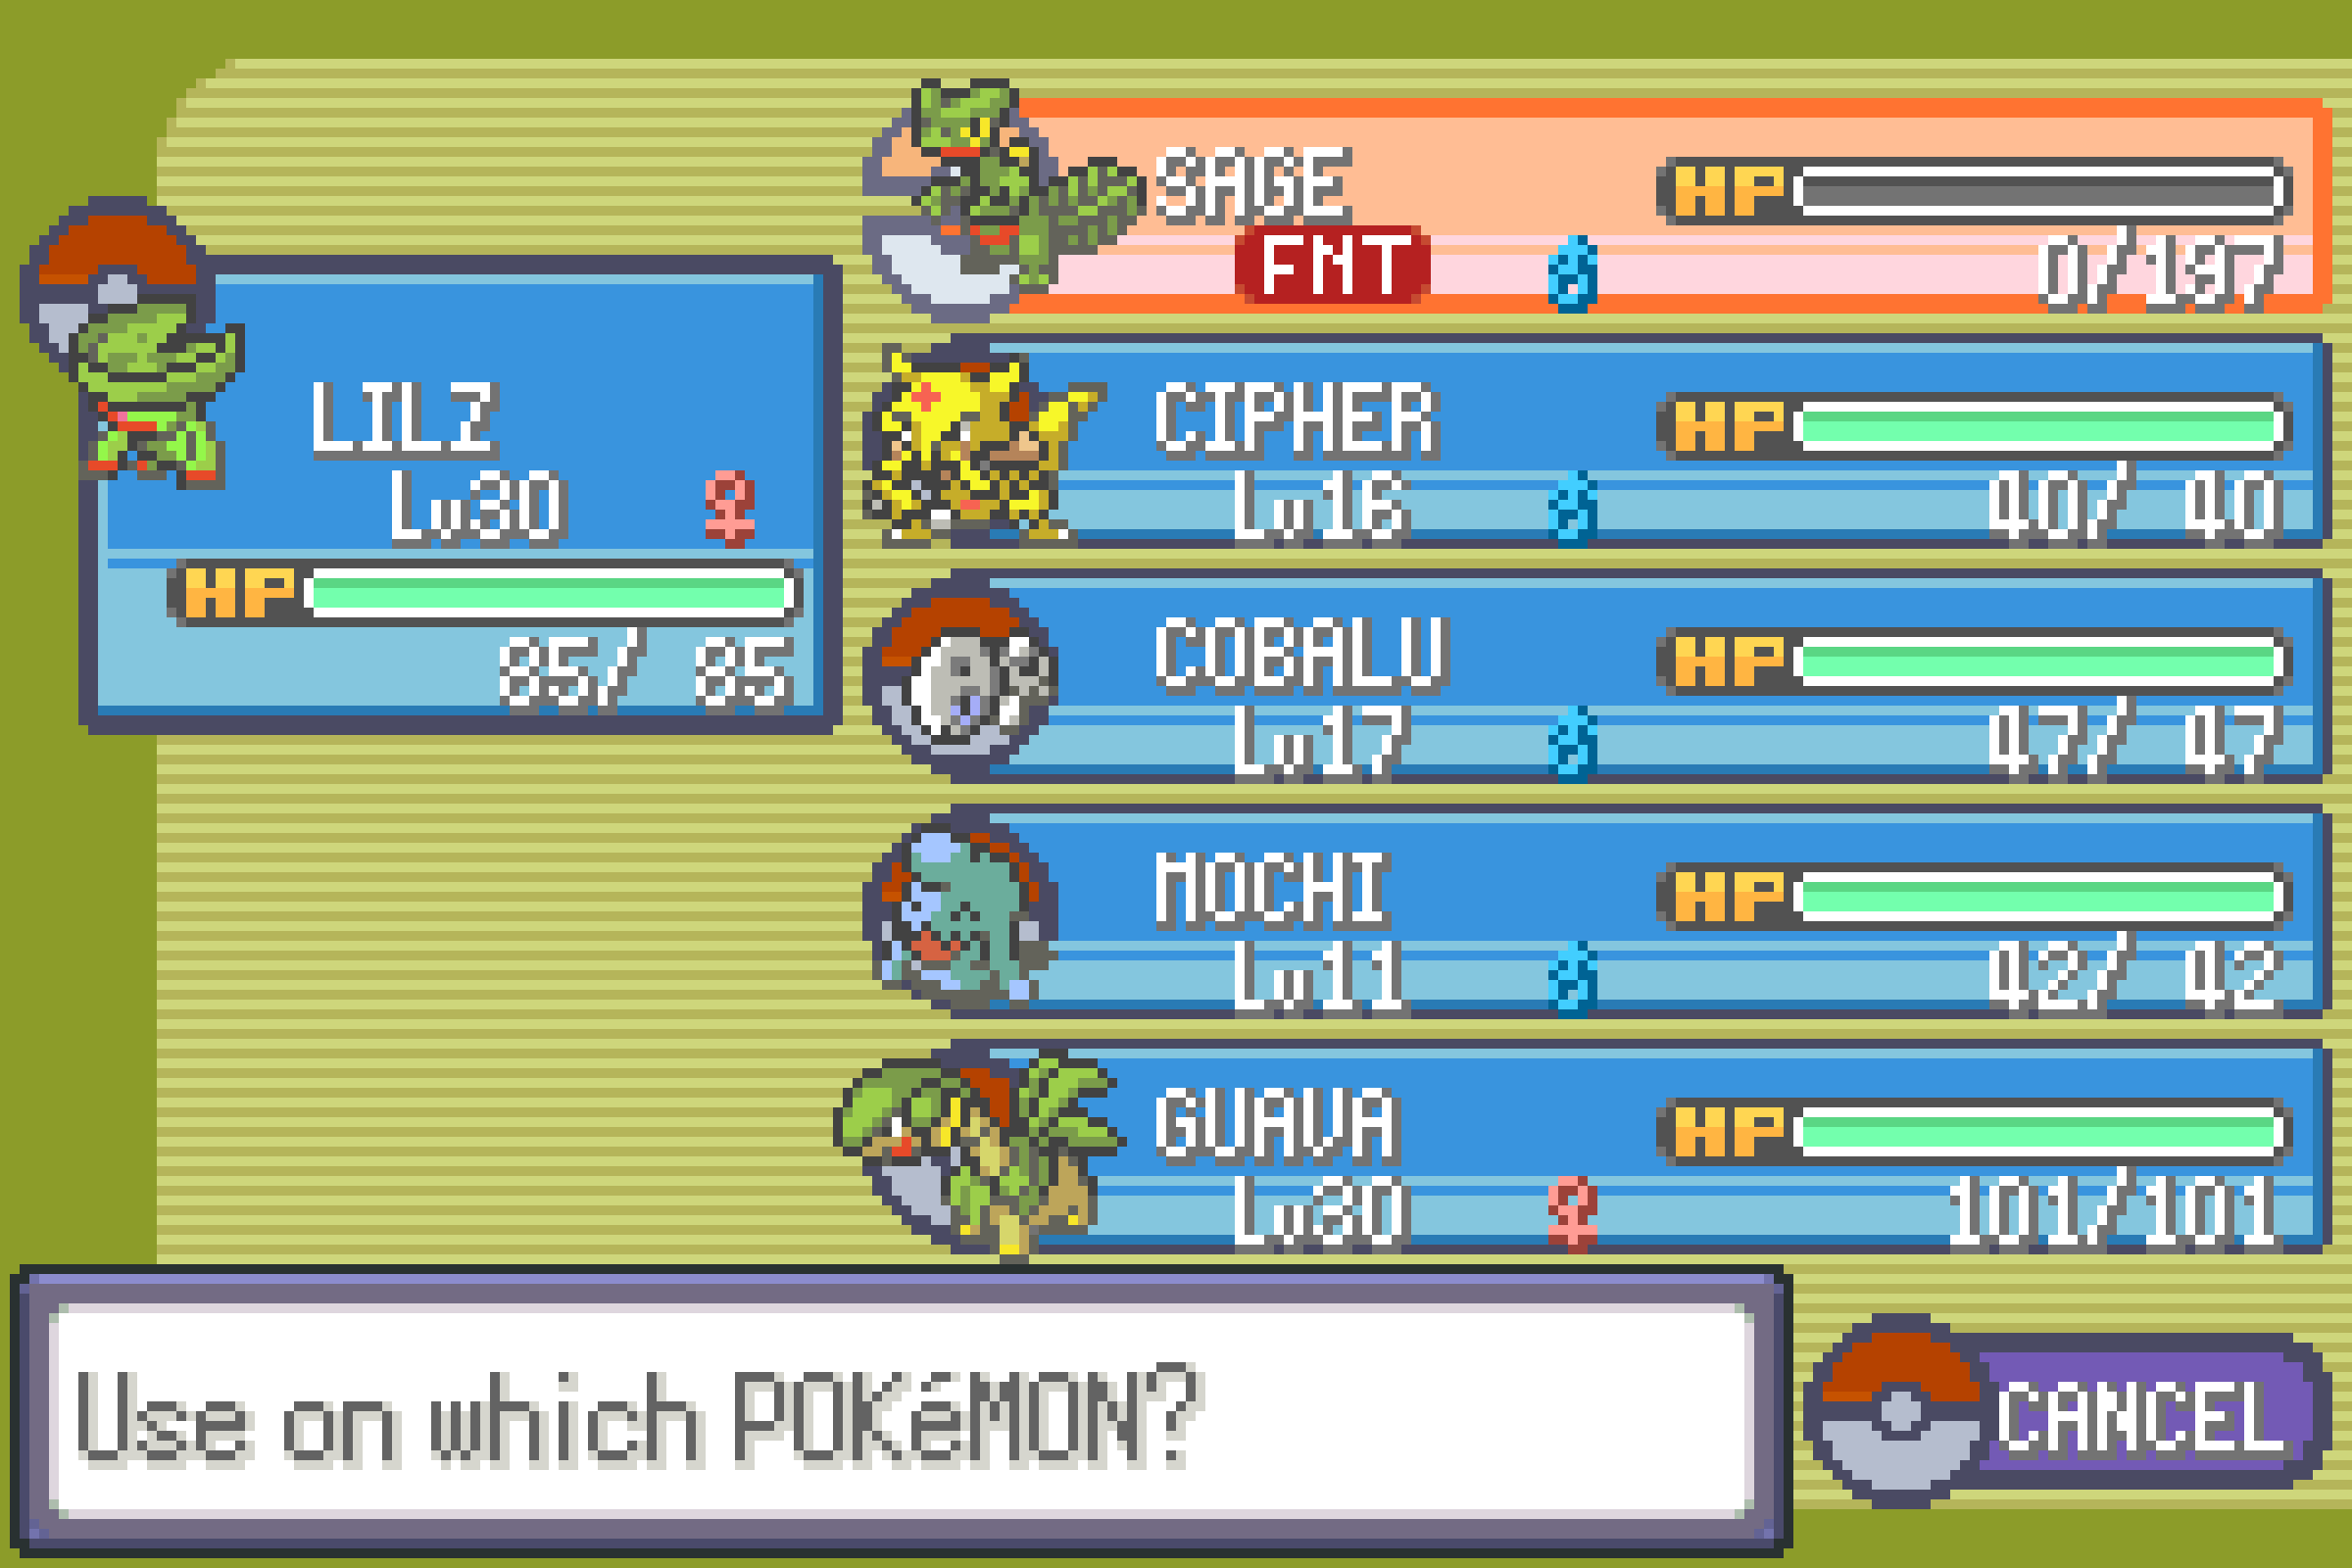 LILZ
Lv30 ♀
HP
85/ 85
SAGE
HP
FNT ♂
0/197
CIPHER
HP
Lv16 ♂
40/ 40
COBALU
HP
Lv17 ♂
47/ 47
MOCHI
HP
Lv11 ♂
42/ 42
GUAVA
HP
Lv30 ♀
101/101
Use on which POKéMON?
CANCEL